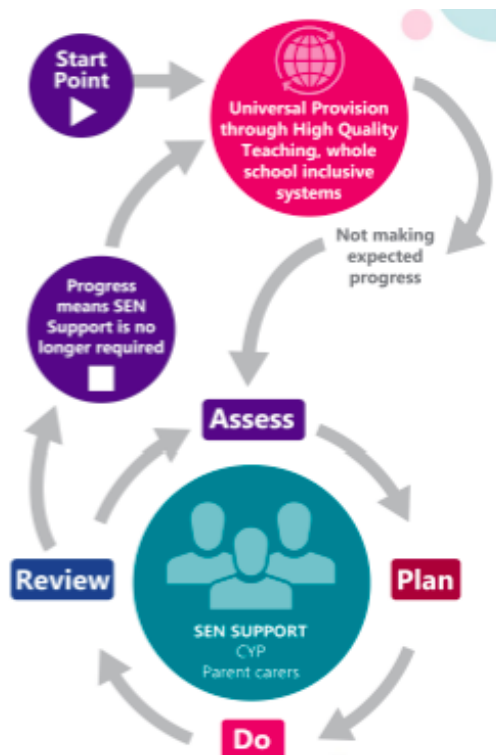 Start
Point
Universal Provision
through High Quality
Teaching, whole
school inclusive
systems
Not making
expected
progress
Progress
means SEN
Support is no
longer required
Assess
Review
Plan
SEN SUPPORT
CYP
Parent carers
Do